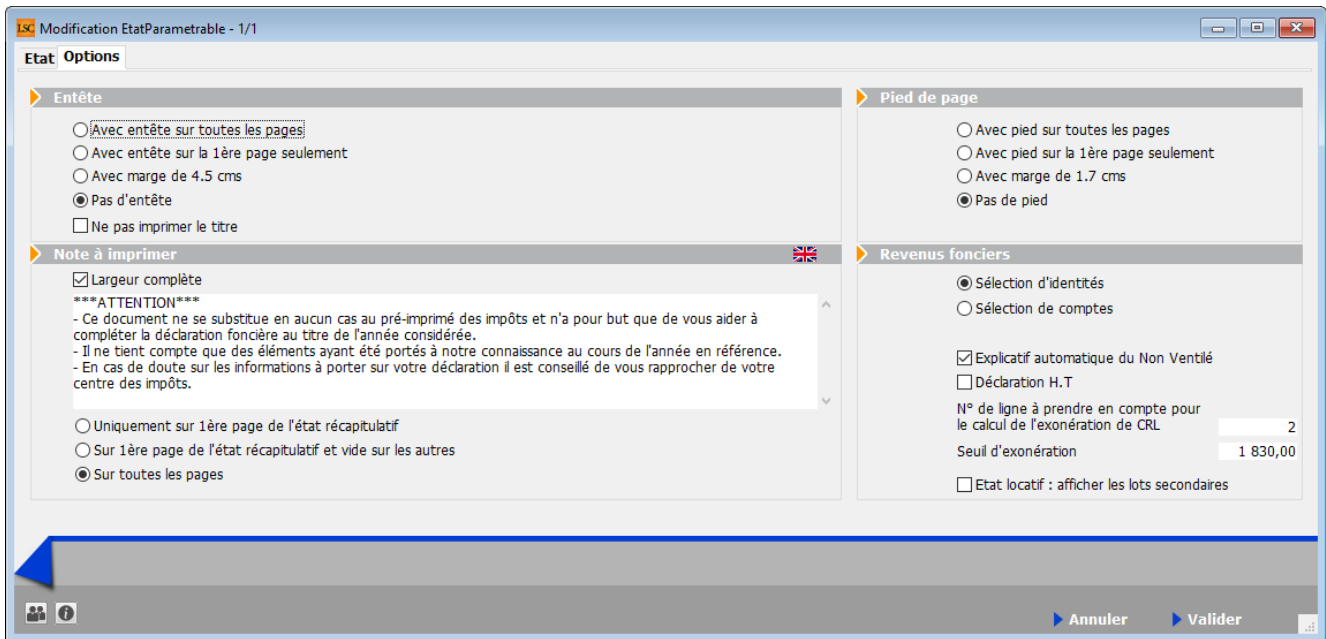 LSC Modification EtatParametrable - 1/1
Etat Options
Entête
Avec entête sur toutes les pages
Avec entête sur la 1ère page seulement
Avec marge de 4.5 cms
Pas d'entête
Ne pas imprimer le titre
Pied de page
Avec pied sur toutes les pages
Avec pied sur la 1ère page seulement
Avec marge de 1.7 cms
Pas de pied
Note à imprimer
Largeur complète
***ATTENTION***
- Ce document ne se substitue en aucun cas au pré-imprimé des impôts et n'a pour but que de vous aider à
compléter la déclaration foncière au titre de l'année considérée.
- Il ne tient compte que des éléments ayant été portés à notre connaissance au cours de l'année en référence.
- En cas de doute sur les informations à porter sur votre déclaration il est conseillé de vous rapprocher de votre
centre des impôts.
Uniquement sur 1ère page de l'état récapitulatif
Sur 1ère page de l'état récapitulatif et vide sur les autres
Sur toutes les pages
Revenus fonciers
Sélection d'identités
Sélection de comptes
Explicatif automatique du Non Ventilé
Déclaration H.T
N° de ligne à prendre en compte pour
le calcul de l'exonération de CRL 2
Seuil d'exonération 1 830,00
Etat locatif : afficher les lots secondaires
Annuler Valider